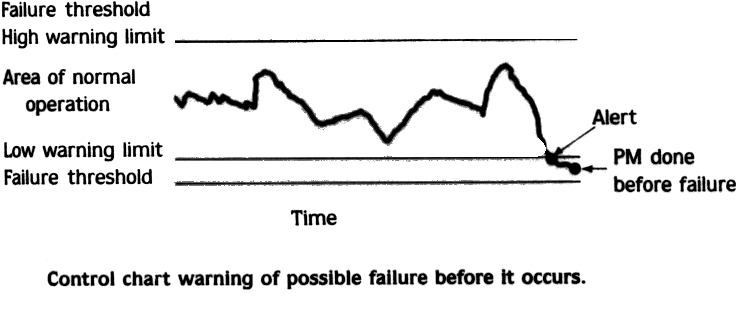 Failure threshold
High warning limit
Area of normal
operation
Alert
Low warning limit
PM done
before failure
Failure threshold
Time
Control chart warning of possible failure before it occurs.